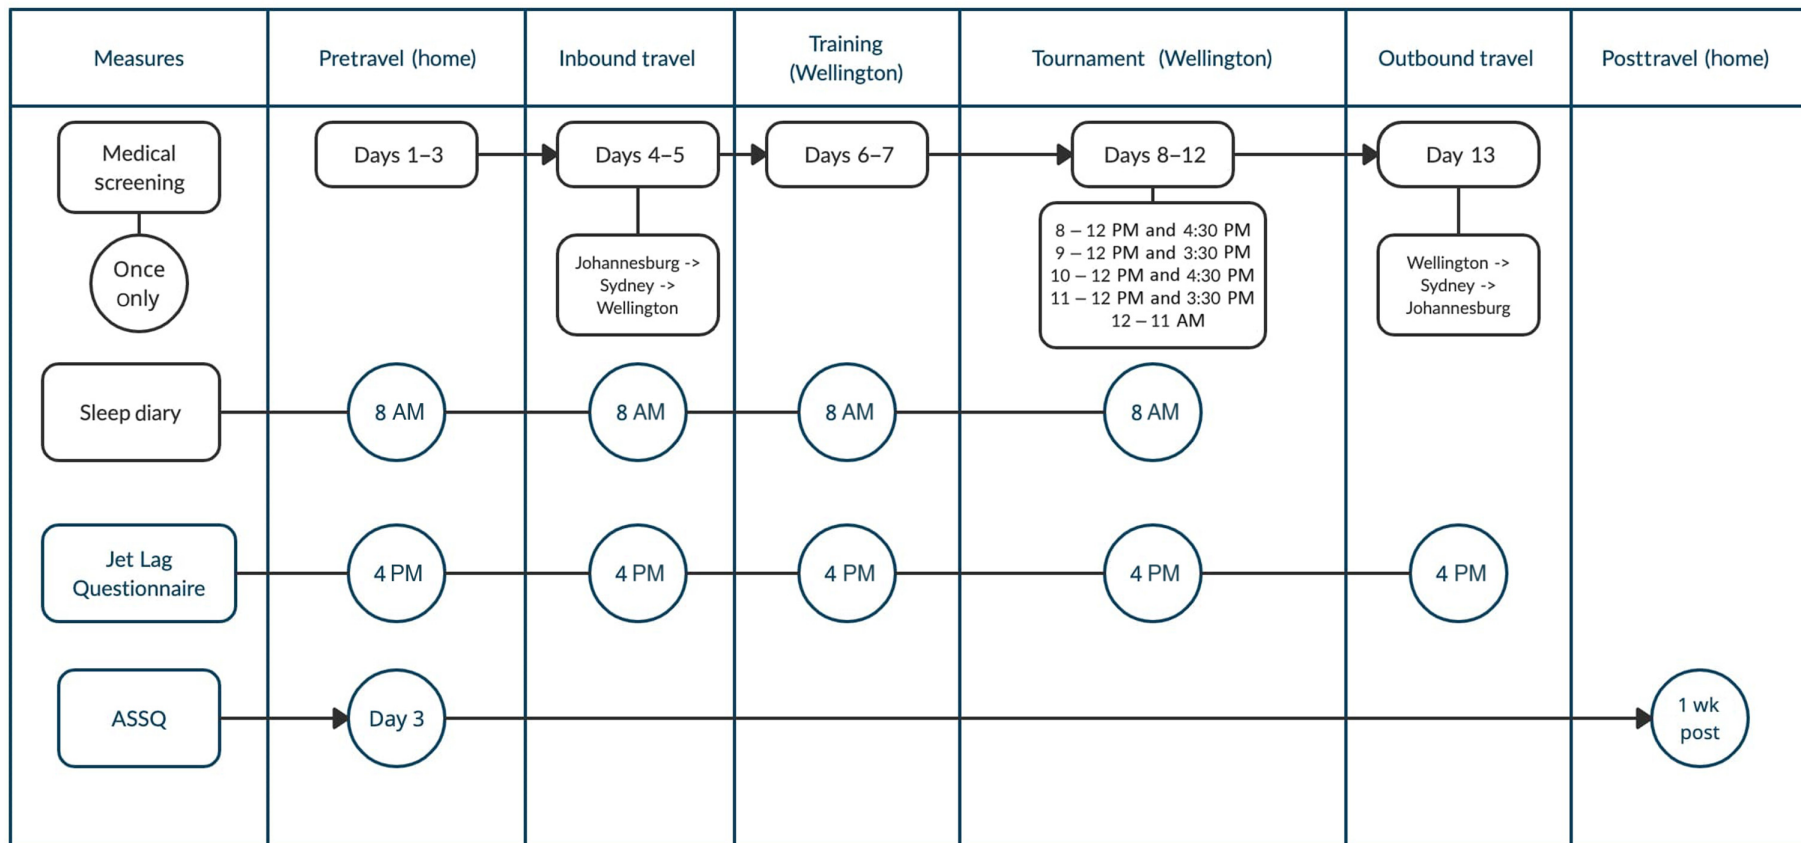 Measures
Pretravel (home)
Inbound travel
Training
(Wellington)
Tournament (Wellington)
Outbound travel
Posttravel (home)
Medical
screening
Once
only
Days 1–3
Days 4–5
Days 6–7
Days 8–12
Day 13
Johannesburg ->
Sydney ->
Wellington
8 – 12 PM and 4:30 PM
9 – 12 PM and 3:30 PM
10 – 12 PM and 4:30 PM
11 – 12 PM and 3:30 PM
12 – 11 AM
Wellington ->
Sydney ->
Johannesburg
Sleep diary
8 AM
8 AM
8 AM
8 AM
Jet Lag
Questionnaire
4 PM
4 PM
4 PM
4 PM
4 PM
ASSQ
Day 3
1 wk
post